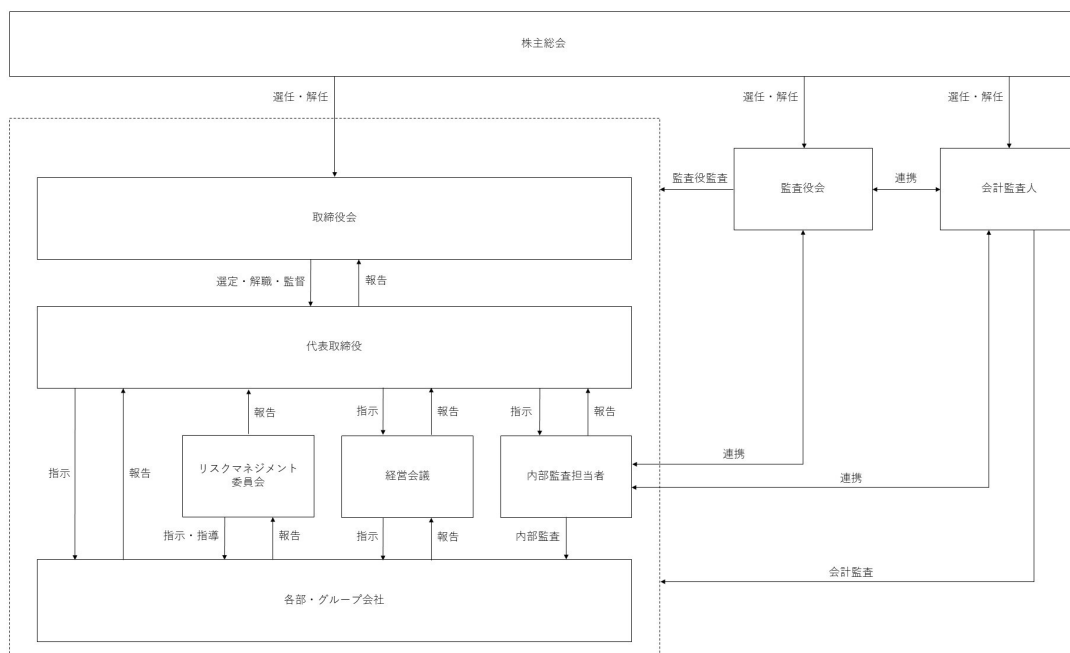 株主総会
選任・解任
選任・解任
選任・解任
監査役監査
監査役会
連携
会計監査人
取締役会
選定・解職・監督
報告
代表取締役
指示
報告
報告
指示
報告
指示
報告
リスクマネジメント
委員会
経営会議
内部監査担当者
連携
連携
指示・指導
報告
指示
報告
内部監査
会計監査
各部・グループ会社